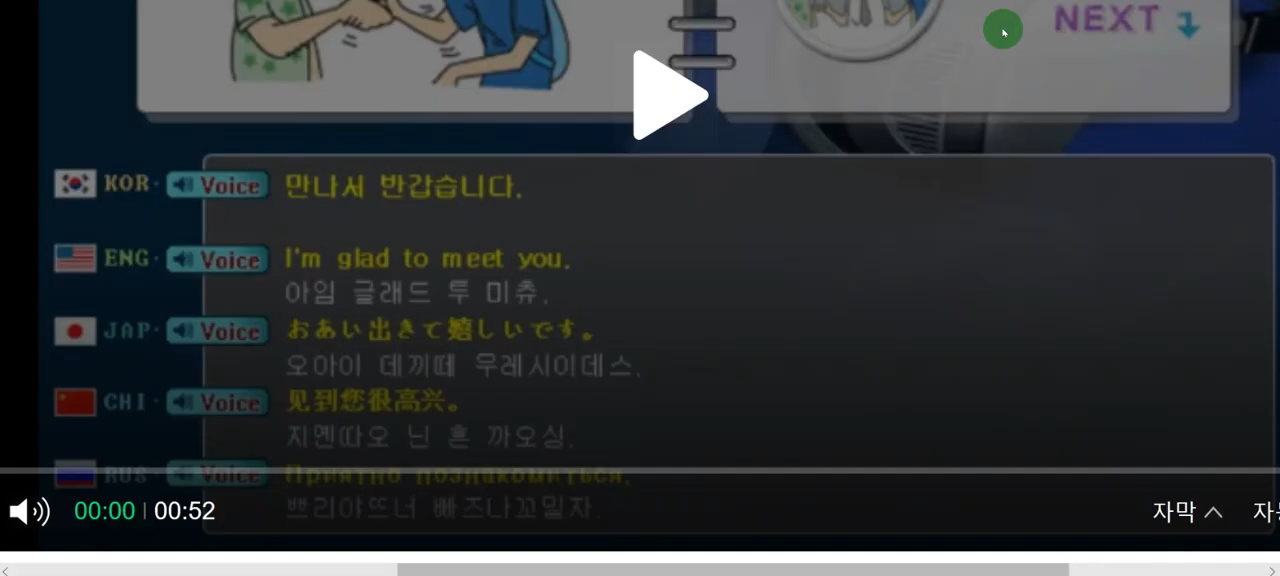 NEXT
KOR · Voice 만나서 반갑습니다.
ENG · Voice I'm glad to meet you.
아임 글래드 투 미츄.
JAP · Voice おあい出きて嬉しいです。
오아이 데끼떼 우레시이데스.
CHI · Voice 见到您很高兴。
지옌따오 닌 흔 까오싱.
RUS · Voice Приятно познакомиться.
쁘리야뜨너 빠즈나꼬밀자.
00:00 00:52 자막